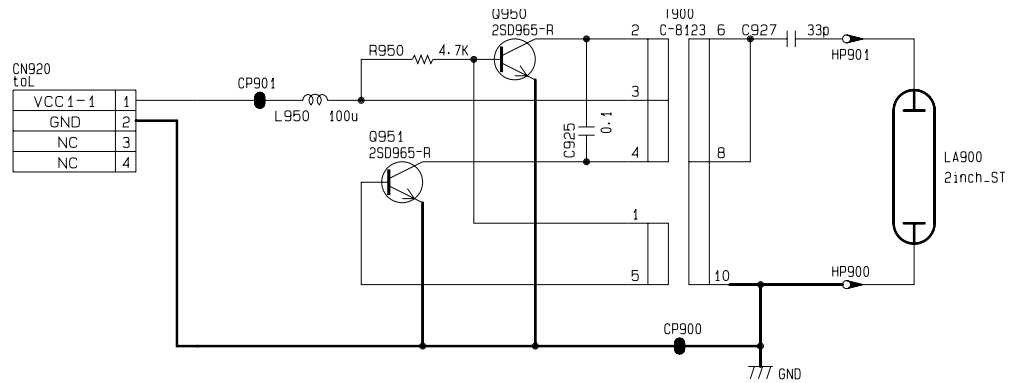 Q950
2SD965-R
T900
C-8123
2
6
C927
33p
HP901
R950
4.7K
CN920
toL
VCC1-1 1
GND 2
NC 3
NC 4
CP901
L950 100u
3
C925
0.1
Q951
2SD965-R
4
8
LA900
2inch_ST
1
5
10
HP900
CP900
GND